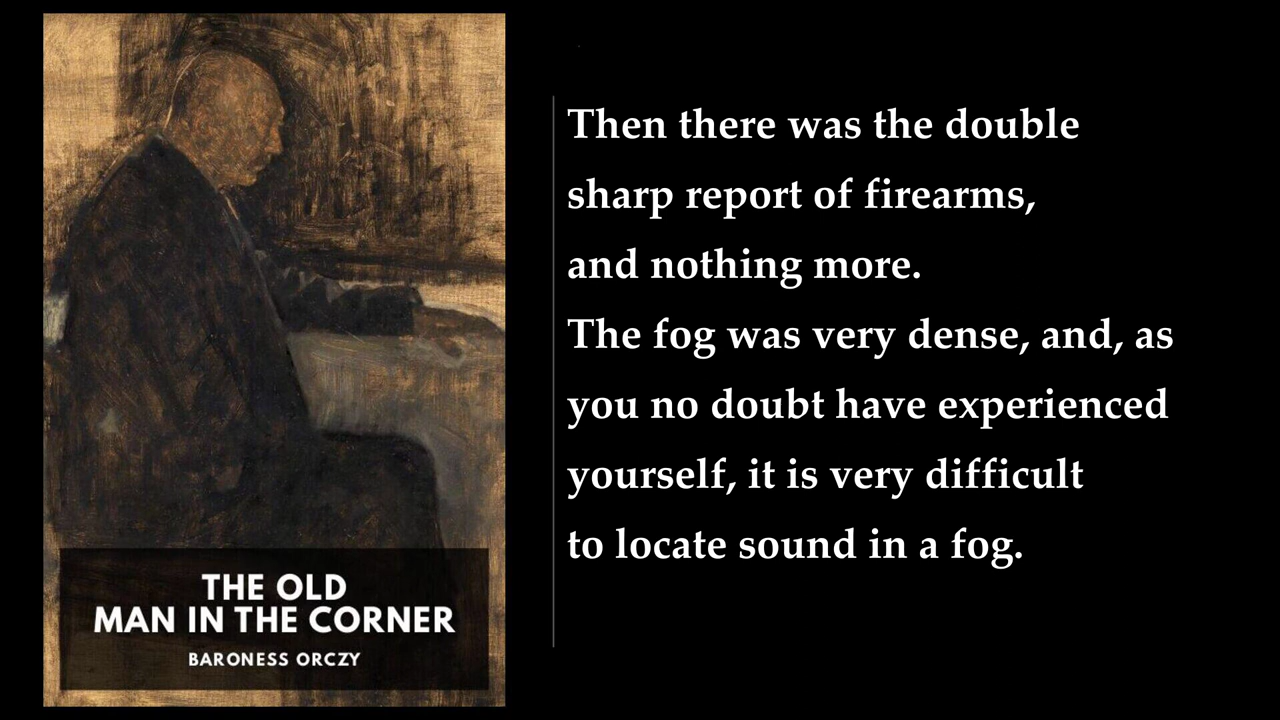 THE OLD
MAN IN THE CORNER
BARONESS ORCZY
Then there was the double
sharp report of firearms,
and nothing more.
The fog was very dense, and, as
you no doubt have experienced
yourself, it is very difficult
to locate sound in a fog.